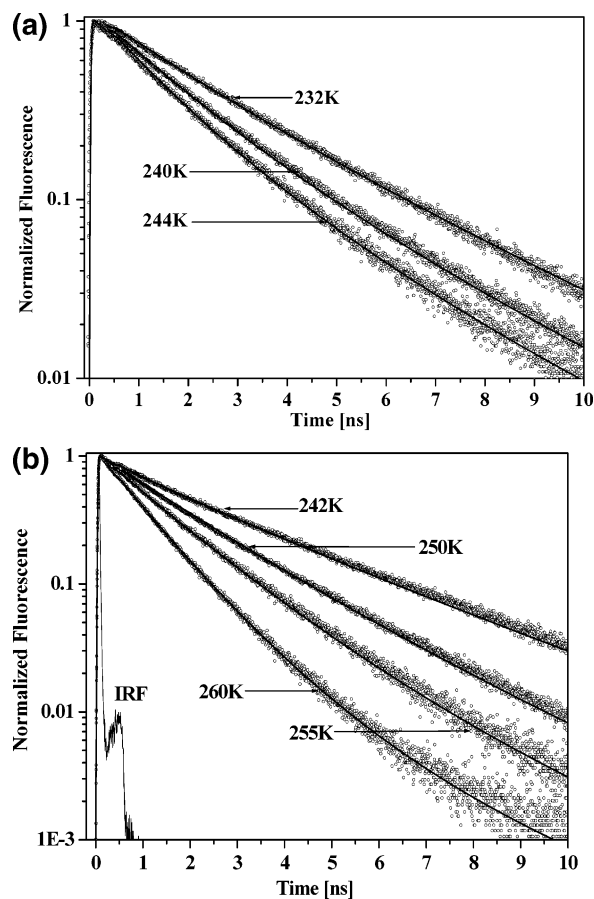 (a)
1
232K
Normalized Fluorescence
240K
0.1
244K
0.01
0 1 2 3 4 5 6 7 8 9 10
Time [ns]
(b)
1
242K
250K
Normalized Fluorescence
0.1
IRF
260K
0.01
255K
1E-3
0 1 2 3 4 5 6 7 8 9 10
Time [ns]